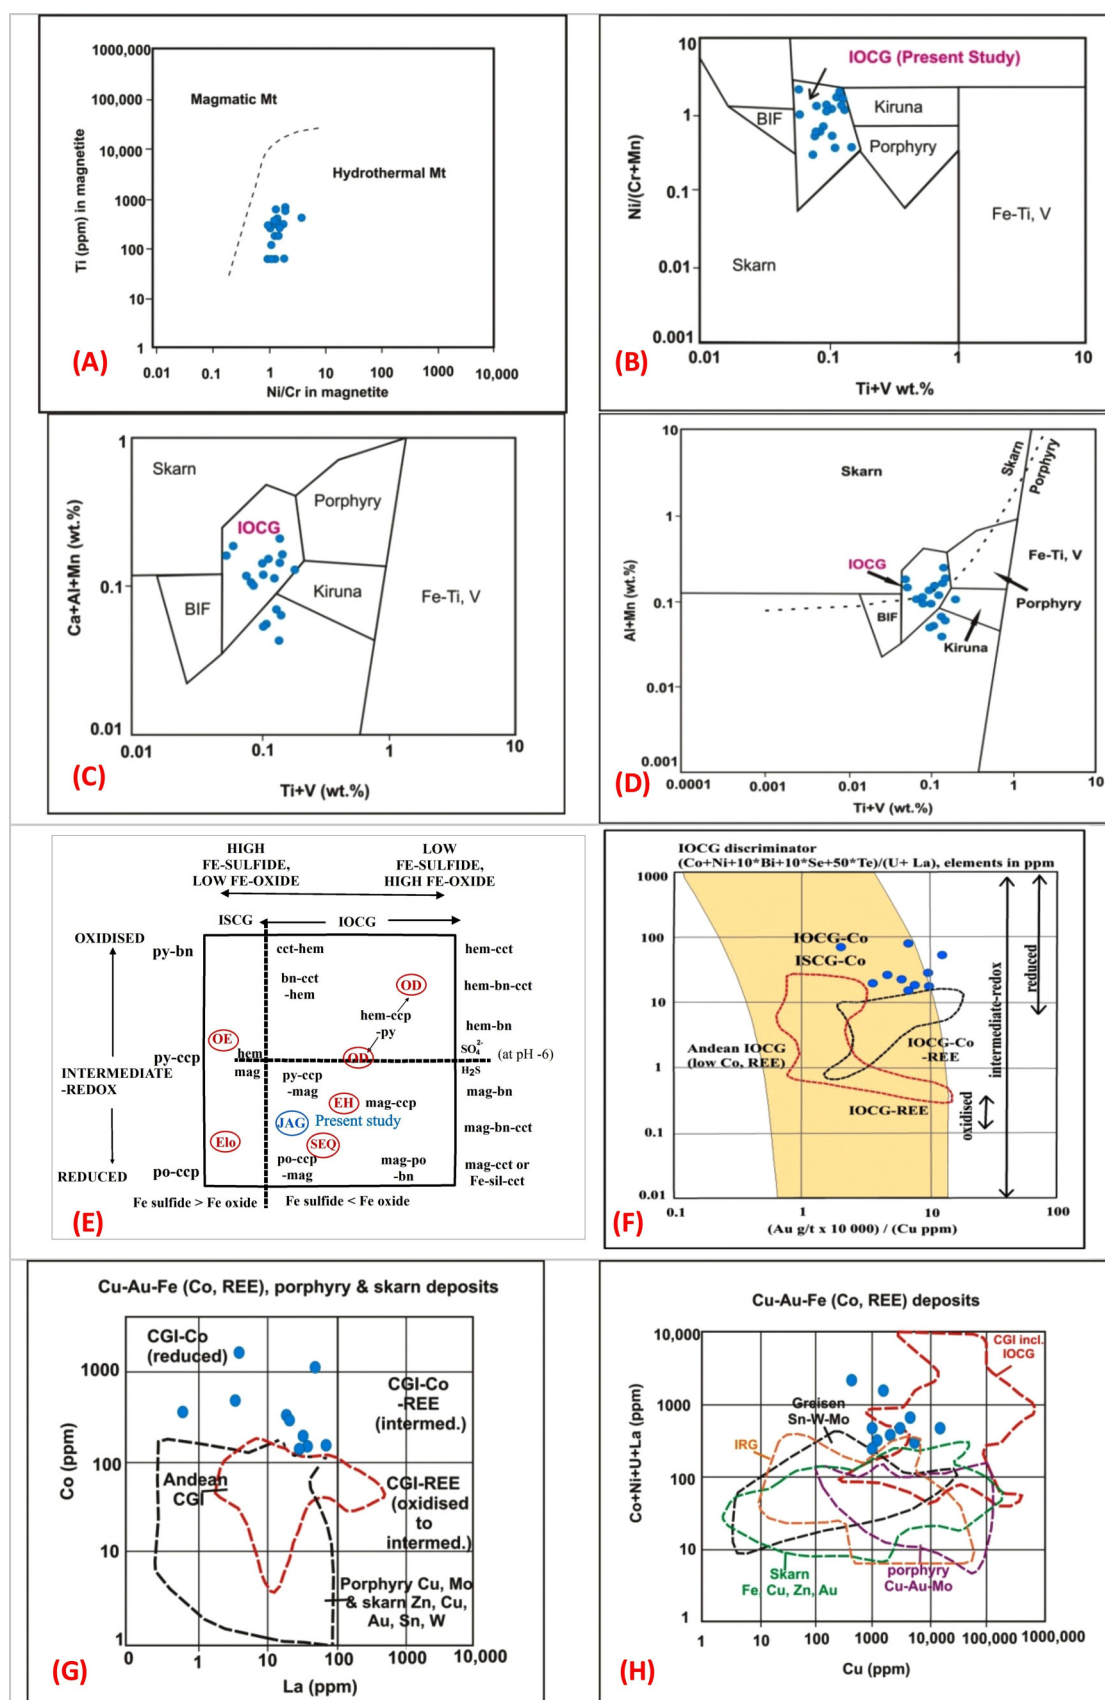 1000,000
100,000
10,000
1000
100
10
1
Ti (ppm) in magnetite
Magmatic Mt
Hydrothermal Mt
0.01 0.1 1 10 100 1000 10,000
Ni/Cr in magnetite
(A)
10
1
0.1
0.01
0.001
Ni/(Cr+Mn)
IOCG (Present Study)
BIF
Kiruna
Porphyry
Fe-Ti, V
Skarn
0.01 0.1 1 10
Ti+V wt.%
(B)
1
0.1
0.01
Ca+Al+Mn (wt.%)
Skarn
IOCG
Porphyry
BIF
Kiruna
Fe-Ti, V
0.01 0.1 1 10
Ti+V (wt.%)
(C)
10
1
0.1
0.01
0.001
Al+Mn (wt.%)
Skarn
Skarn
Porphyry
IOCG
Fe-Ti, V
Porphyry
BIF
Kiruna
0.0001 0.001 0.01 0.1 1 10
Ti+V (wt.%)
(D)
HIGH
FE-SULFIDE,
LOW FE-OXIDE
LOW
FE-SULFIDE,
HIGH FE-OXIDE
ISCG IOCG
OXIDISED
INTERMEDIATE
-REDOX
REDUCED
py-bn
py-ccp
po-ccp
cct-hem
bn-cct
-hem
OD
hem-ccp
-py
OE
hem
mag
OD
py-ccp
-mag
EH
mag-ccp
JAG Present study
Elo
SEQ
po-ccp
-mag
mag-po
-bn
hem-cct
hem-bn-cct
hem-bn
SO₄²⁻
(at pH -6)
H₂S
mag-bn
mag-bn-cct
mag-cct or
Fe-sil-cct
Fe sulfide > Fe oxide
Fe sulfide < Fe oxide
(E)
IOCG discriminator
(Co+Ni+10*Bi+10*Se+50*Te)/(U+ La), elements in ppm
1000
100
10
1
0.1
0.01
IOCG-Co
ISCG-Co
Andean IOCG
(low Co, REE)
IOCG-Co
-REE
IOCG-REE
oxidised
intermediate-redox
reduced
0.1 1 10 100
(Au g/t x 10 000) / (Cu ppm)
(F)
Cu-Au-Fe (Co, REE), porphyry & skarn deposits
1000
100
10
1
Co (ppm)
CGI-Co
(reduced)
CGI-Co
-REE
(intermed.)
Andean
CG
CGI-REE
(oxidised
to
intermed.)
Porphyry Cu, Mo
& skarn Zn, Cu,
Au, Sn, W
0 1 10 100 1000 10,000
La (ppm)
(G)
Cu-Au-Fe (Co, REE) deposits
10,000
1000
100
10
1
Co+Ni+U+La (ppm)
CGI incl.
IOCG
Greisen
Sn-W-Mo
IRG
Skarn
Fe, Cu, Zn, Au
porphyry
Cu-Au-Mo
1 10 100 1000 10,000 100,000 1000,000
Cu (ppm)
(H)